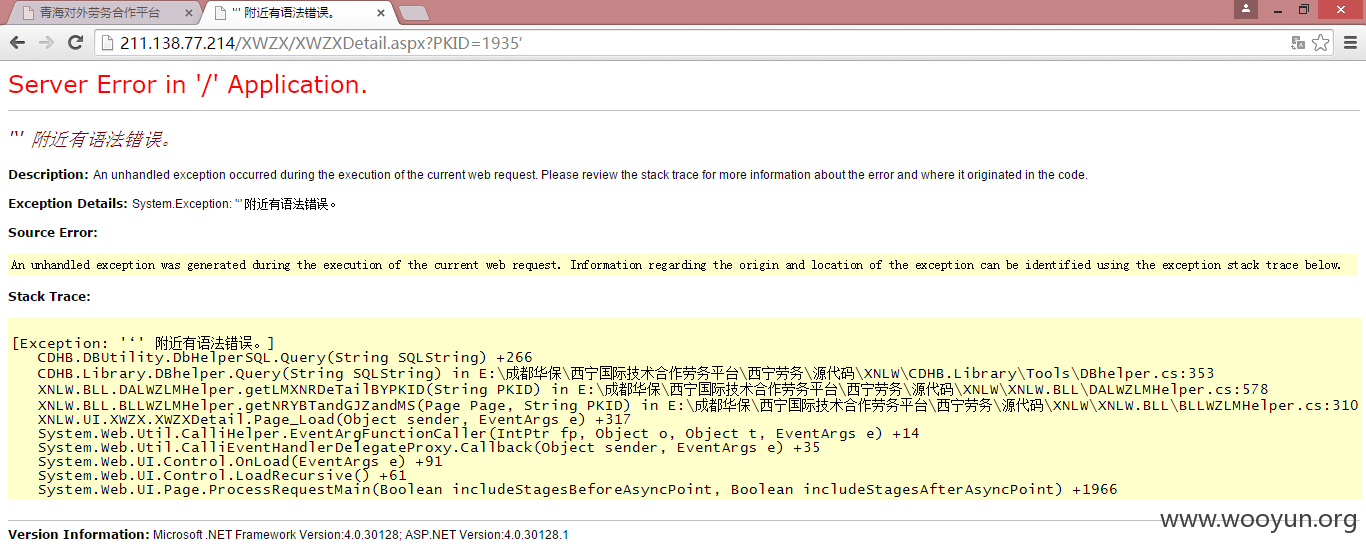 青海对外劳务合作平台
'‘' 附近有语法错误。
211.138.77.214/XWZX/XWZXDetail.aspx?PKID=1935‘
Server Error in '/' Application.
'‘' 附近有语法错误。
Description: An unhandled exception occurred during the execution of the current web request. Please review the stack trace for more information about the error and where it originated in the code.
Exception Details: System.Exception: '‘' 附近有语法错误。
Source Error:
An unhandled exception was generated during the execution of the current web request. Information regarding the origin and location of the exception can be identified using the exception stack trace below.
Stack Trace:
[Exception: '‘' 附近有语法错误。]
CDHB.DBUtility.DbHelperSQL.Query(String SQLString) +266
CDHB.Library.DBhelper.Query(String SQLString) in E:\成都华保\西宁国际技术合作劳务平台\西宁劳务\源代码\XNLW\CDHB.Library\Tools\DBhelper.cs:353
XNLW.BLL.DALWZLMHelper.getLMXNRDeTailBYPKID(String PKID) in E:\成都华保\西宁国际技术合作劳务平台\西宁劳务\源代码\XNLW\XNLW.BLL\DALWZLMHelper.cs:578
XNLW.BLL.BLLWZLMHelper.getNRYBTandGJZandMS(Page Page, String PKID) in E:\成都华保\西宁国际技术合作劳务平台\西宁劳务\源代码\XNLW\XNLW.BLL\BLLWZLMHelper.cs:310
XNLW.UI.XWZX.XWZXDetail.Page_Load(Object sender, EventArgs e) +317
System.Web.Util.CalliHelper.EventArgFunctionCaller(IntPtr fp, Object o, Object t, EventArgs e) +14
System.Web.Util.CalliEventHandlerDelegateProxy.Callback(Object sender, EventArgs e) +35
System.Web.UI.Control.OnLoad(EventArgs e) +91
System.Web.UI.Control.LoadRecursive() +61
System.Web.UI.Page.ProcessRequestMain(Boolean includeStagesBeforeAsyncPoint, Boolean includeStagesAfterAsyncPoint) +1966
www.wooyun.org
Version Information: Microsoft .NET Framework Version:4.0.30128; ASP.NET Version:4.0.30128.1